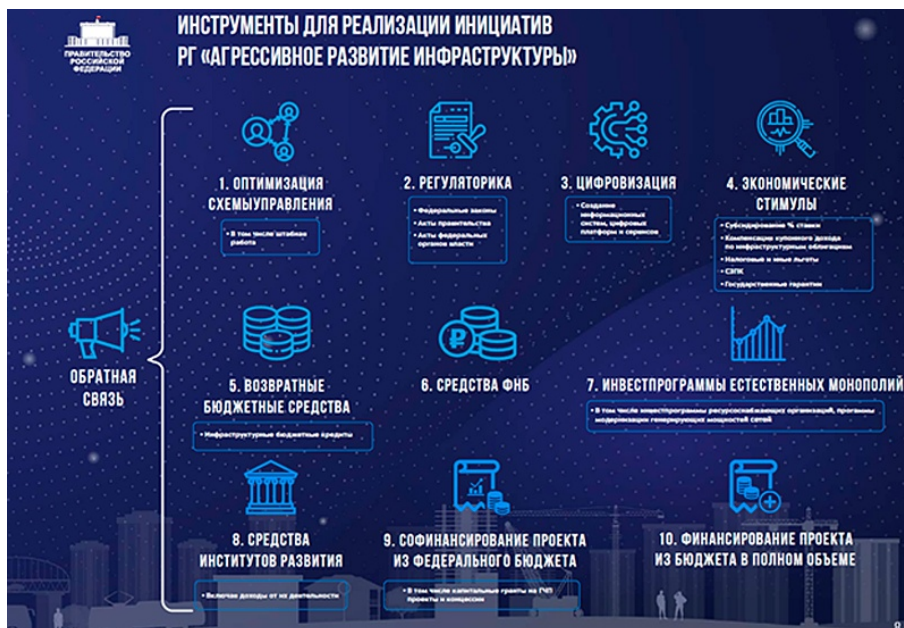 ПРАВИТЕЛЬСТВО
РОССИЙСКОЙ
ФЕДЕРАЦИИ
ИНСТРУМЕНТЫ ДЛЯ РЕАЛИЗАЦИИ ИНИЦИАТИВ
РГ «АГРЕССИВНОЕ РАЗВИТИЕ ИНФРАСТРУКТУРЫ»
ОБРАТНАЯ
СВЯЗЬ
1. ОПТИМИЗАЦИЯ
СХЕМЫУПРАВЛЕНИЯ
• В том числе штабная
работа
2. РЕГУЛЯТОРИКА
• Федеральные законы
• Акты правительства
• Акты федеральных
органов власти
3. ЦИФРОВИЗАЦИЯ
• Создание
информационных
систем, цифровых
платформ и сервисов
4. ЭКОНОМИЧЕСКИЕ
СТИМУЛЫ
• Субсидирование % ставки
• Компенсация купонного дохода
по инфраструктурным облигациям
• Налоговые и иные льготы
• СЗПК
• Государственные гарантии
5. ВОЗВРАТНЫЕ
БЮДЖЕТНЫЕ СРЕДСТВА
• Инфраструктурные бюджетные кредиты
6. СРЕДСТВА ФНБ
7. ИНВЕСТПРОГРАММЫ ЕСТЕСТВЕННЫХ МОНОПОЛИЙ
• В том числе инвестпрограммы ресурсоснабжающих организаций, програмы
модернизации генерирующих мощностей сетей
8. СРЕДСТВА
ИНСТИТУТОВ РАЗВИТИЯ
• Включая доходы от их деятельности
9. СОФИНАНСИРОВАНИЕ ПРОЕКТА
ИЗ ФЕДЕРАЛЬНОГО БЮДЖЕТА
• В том числе капитальные гранты на ГЧП
проекты и концессии
10. ФИНАНСИРОВАНИЕ ПРОЕКТА
ИЗ БЮДЖЕТА В ПОЛНОМ ОБЪЕМЕ